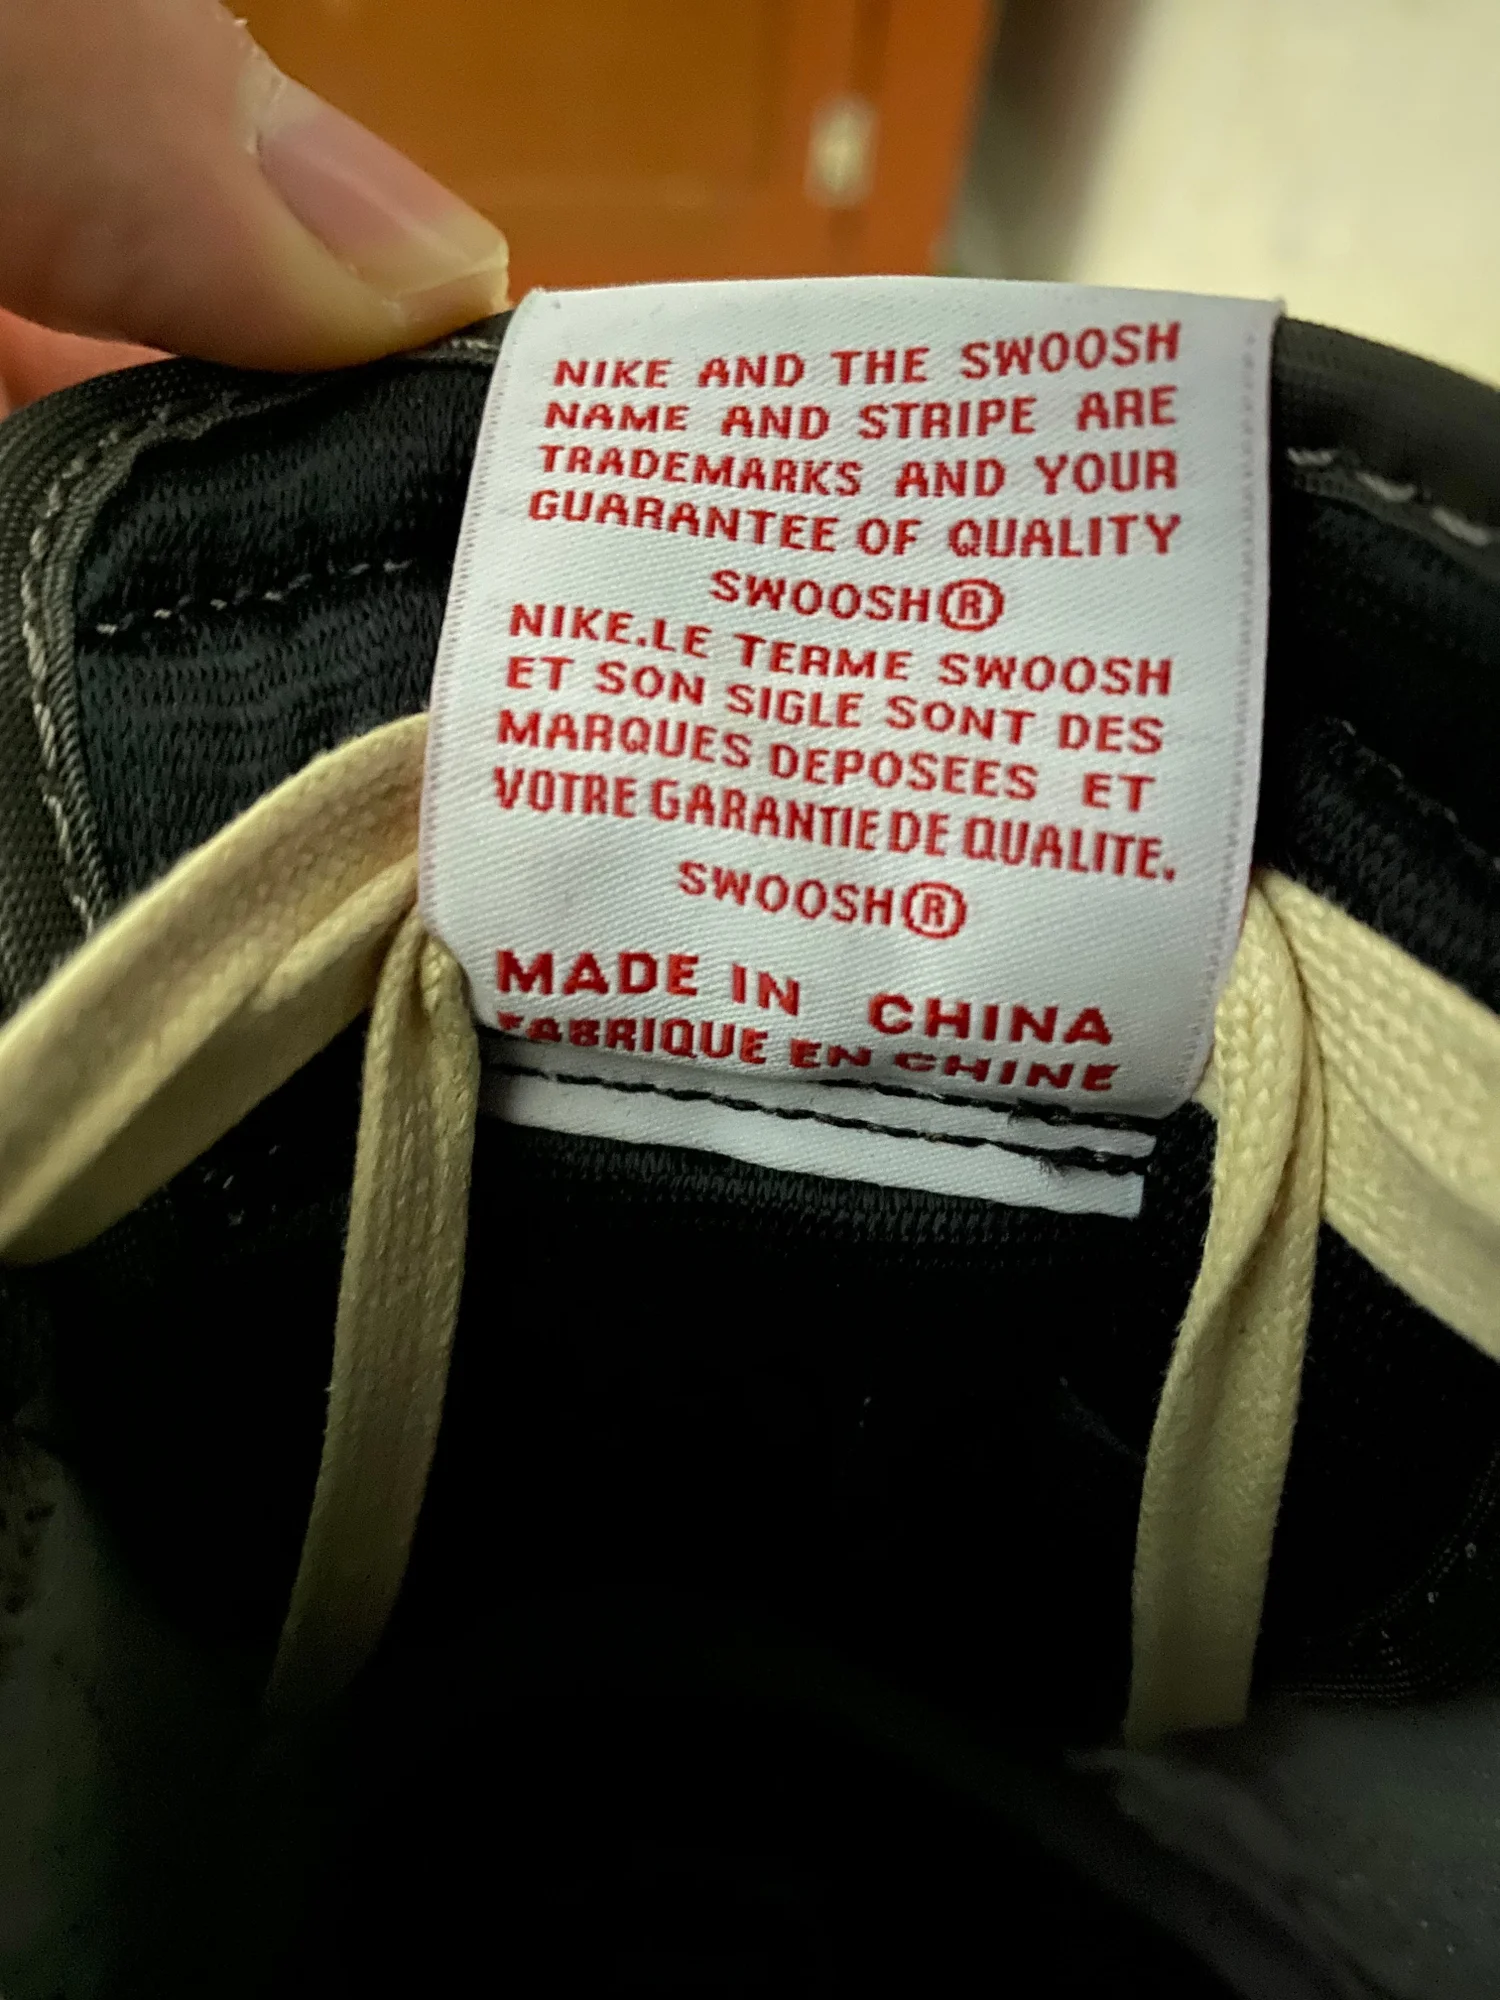 NIKE AND THE SWOOSH
NAME AND STRIPE ARE
TRADEMARKS AND YOUR
GUARANTEE OF QUALITY
SWOOSH®
NIKE.LE TERME SWOOSH
ET SON SIGLE SONT DES
MARQUES DEPOSEES ET
VOTRE GARANTIE DE QUALITE.
SWOOSH®
MADE IN CHINA
FABRIQUE EN CHINE